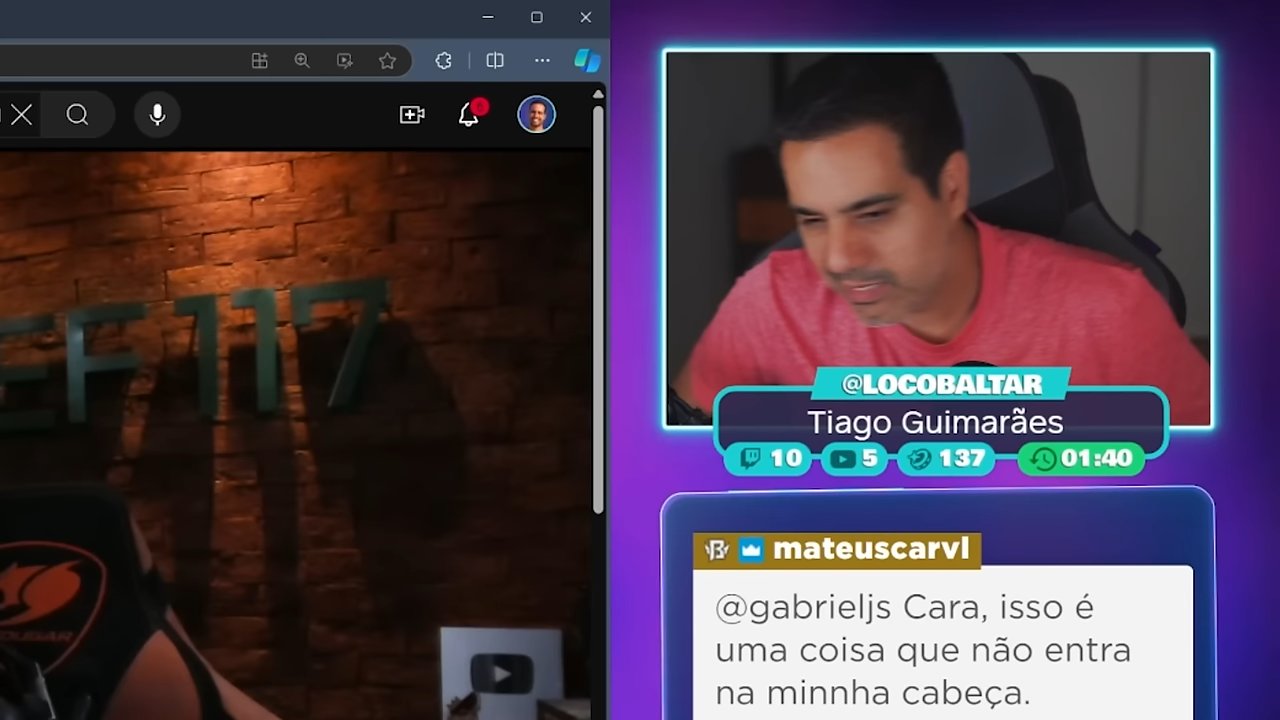 EF117
COUGAR
@LOCOBALTAR
Tiago Guimarães
10 5 137 01:40
mateuscarvl
@gabrieljs Cara, isso é
uma coisa que não entra
na minnha cabeça.